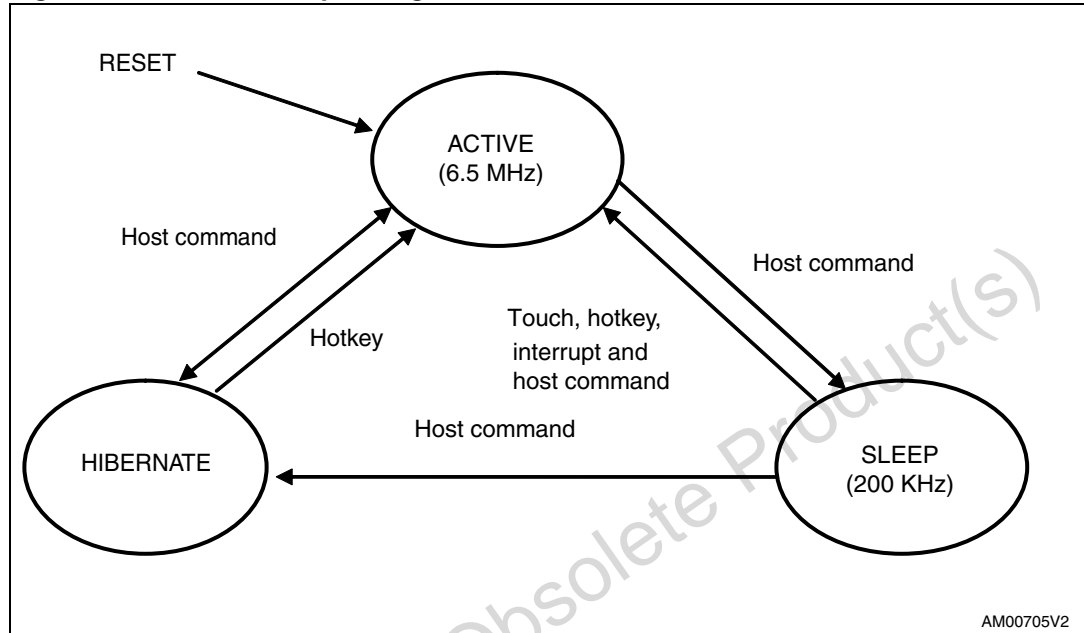 RESET
ACTIVE
(6.5 MHz)
Host command
Host command
Hotkey
Touch, hotkey,
interrupt and
host command
Host command
HIBERNATE
SLEEP
(200 KHz)
Obsolete Product(s)
AM00705V2